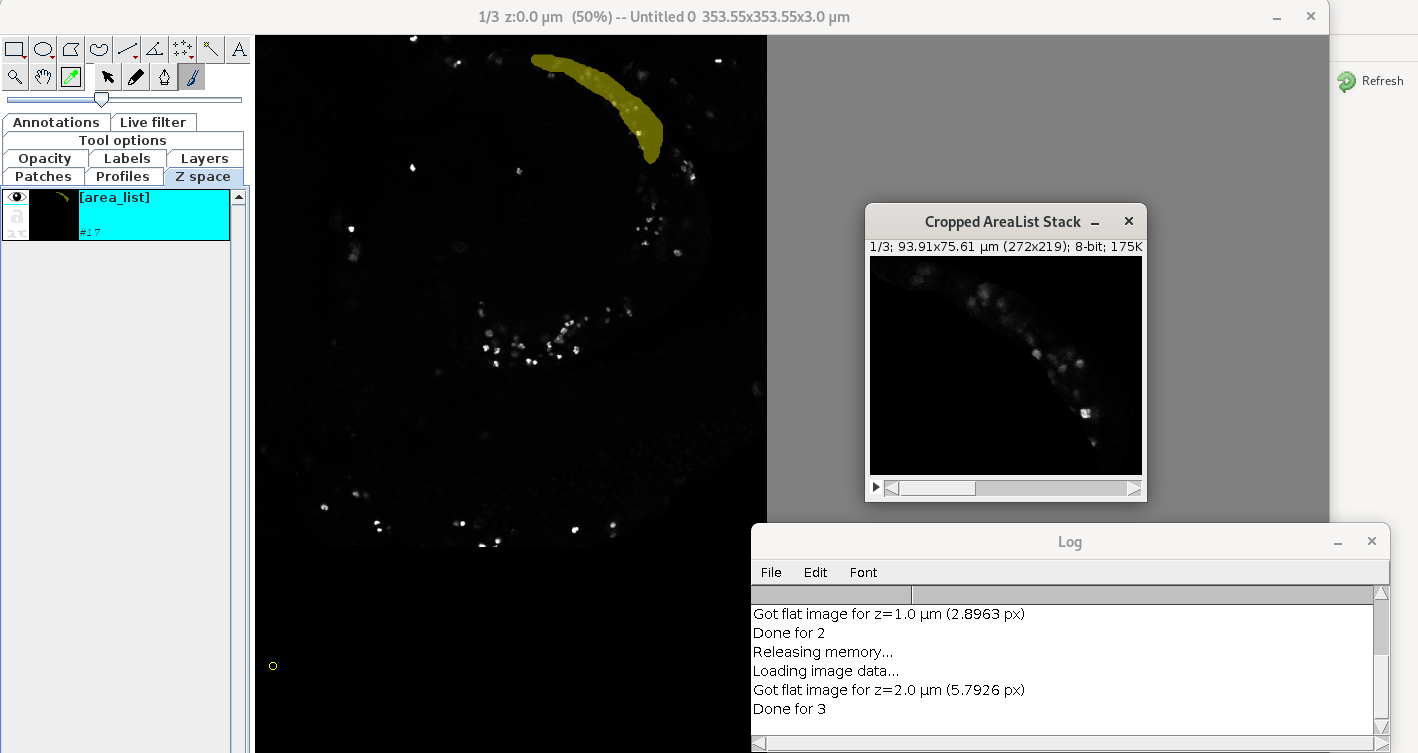 1/3 z:0.0 µm (50%) -- Untitled 0 353.55x353.55x3.0 µm
A
Refresh
Annotations
Live filter
Tool options
Opacity
Labels
Layers
Patches
Profiles
Z space
[area_list]
#17
Cropped AreaList Stack
1/3; 93.91x75.61 µm (272x219); 8-bit; 175K
Log
File
Edit
Font
Got flat image for z=1.0 µm (2.8963 px)
Done for 2
Releasing memory...
Loading image data...
Got flat image for z=2.0 µm (5.7926 px)
Done for 3